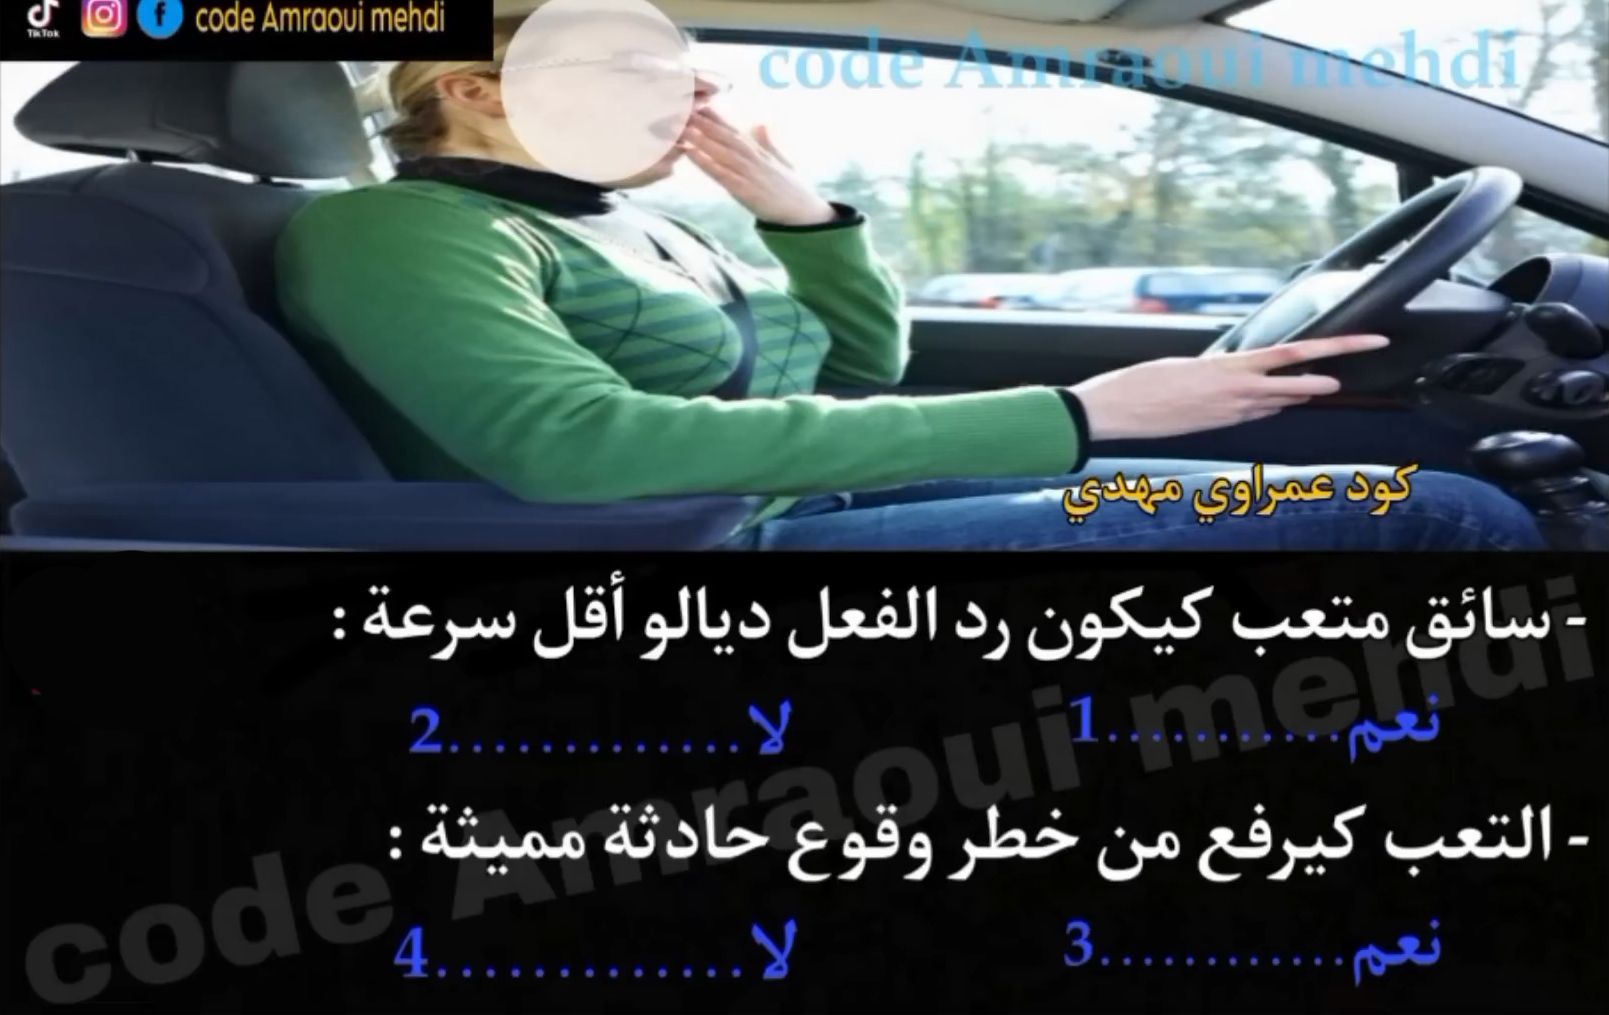 TikTok
code Amraoui mehdi
code Amraoui mehdi
كود عمراوي مهدي
- سائق متعب كيكون رد الفعل ديالو أقل سرعة :
نعم............1 لا.............2
- التعب كيرفع من خطر وقوع حادثة مميثة :
نعم............3 لا.............4
code Amraoui mehdi